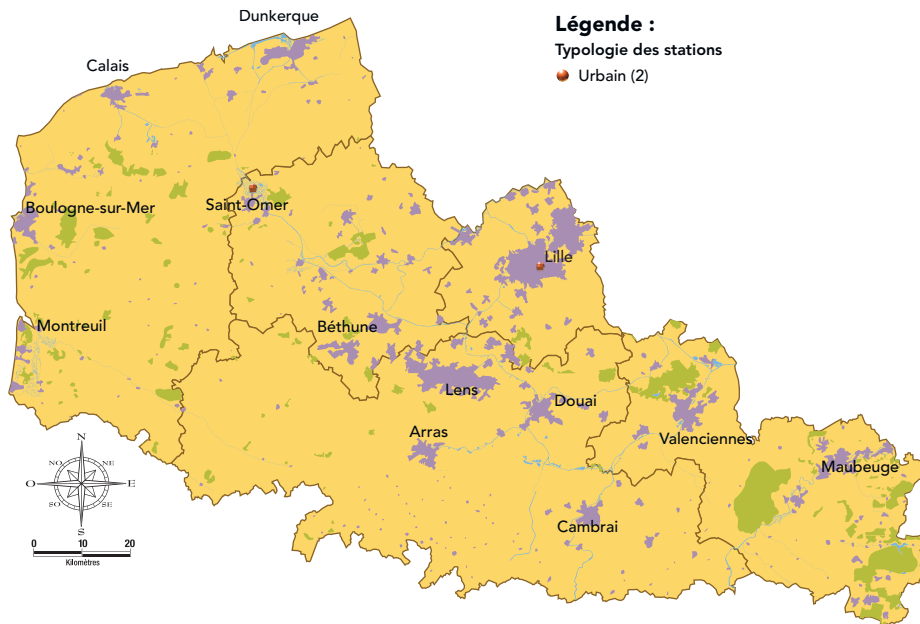 Dunkerque
Légende :
Typologie des stations
Urbain (2)
Calais
Saint-Omer
Boulogne-sur-Mer
Lille
Montreuil
Béthune
Lens
Douai
Arras
Valenciennes
Maubeuge
Cambrai
N
NO NE
O E
SO SE
S
0 10 20
Kilomètres